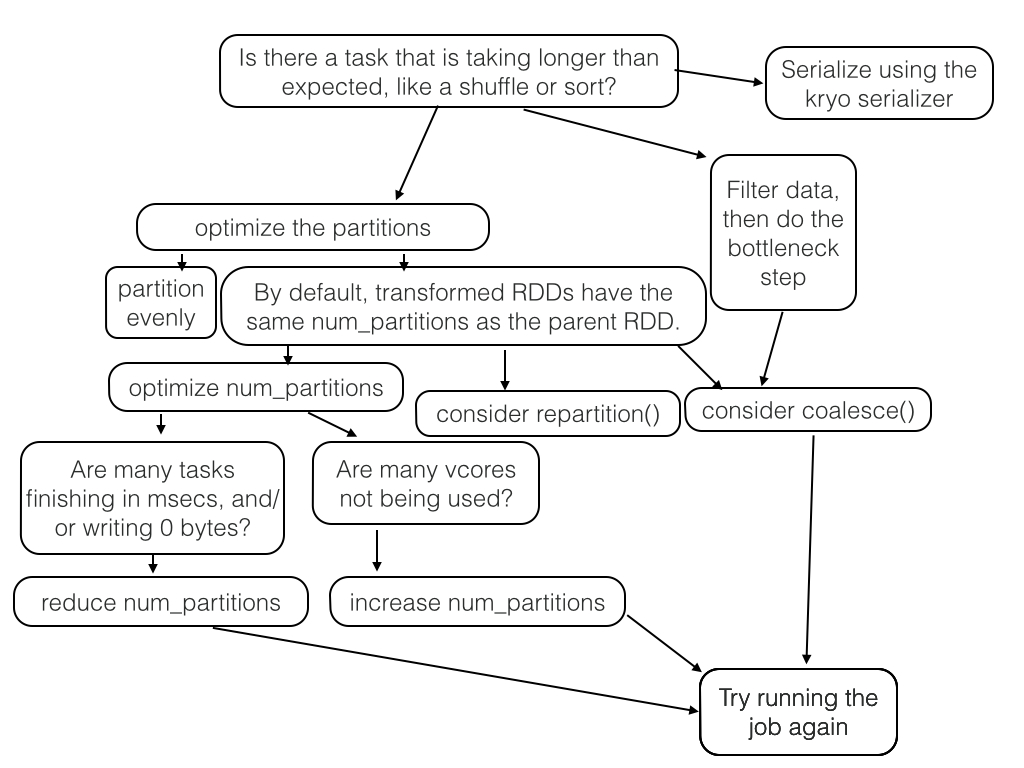 Is there a task that is taking longer than
expected, like a shuffle or sort?
Serialize using the
kryo serializer
Filter data,
then do the
bottleneck
step
optimize the partitions
partition
evenly
By default, transformed RDDs have the
same num_partitions as the parent RDD.
optimize num_partitions
consider repartition()
consider coalesce()
Are many tasks
finishing in msecs, and/
or writing 0 bytes?
Are many vcores
not being used?
reduce num_partitions
increase num_partitions
Try running the
job again